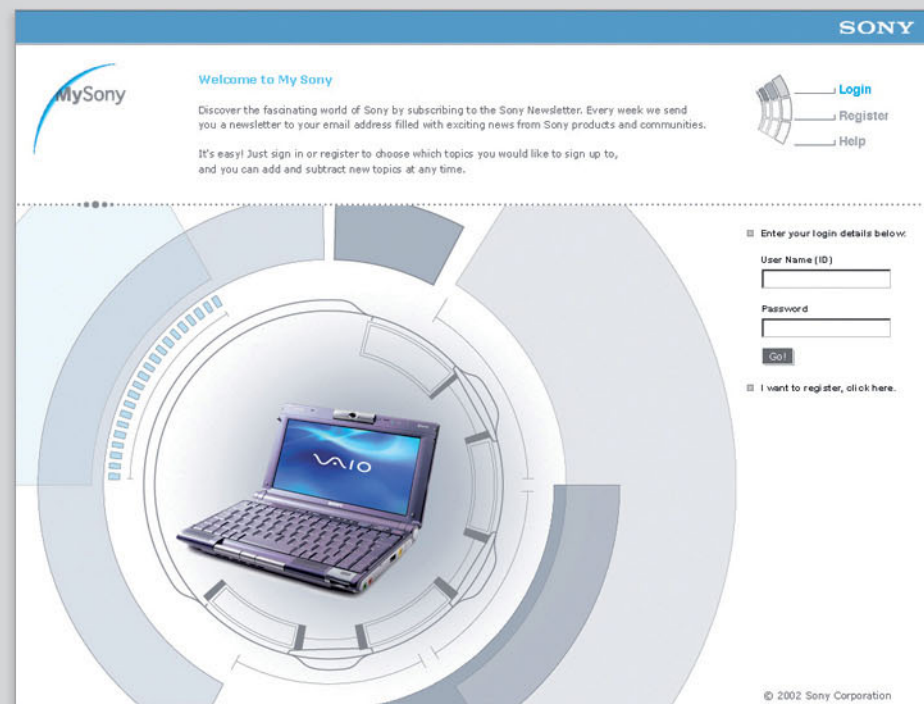 SONY
MySony
Welcome to My Sony
Discover the fascinating world of Sony by subscribing to the Sony Newsletter. Every week we send
you a newsletter to your email address filled with exciting news from Sony products and communities.
It's easy! Just sign in or register to choose which topics you would like to sign up to,
and you can add and subtract new topics at any time.
Login
Register
Help
Enter your login details below:
User Name (ID)
Password
Go!
I want to register, click here.
VAIO
SONY
© 2002 Sony Corporation